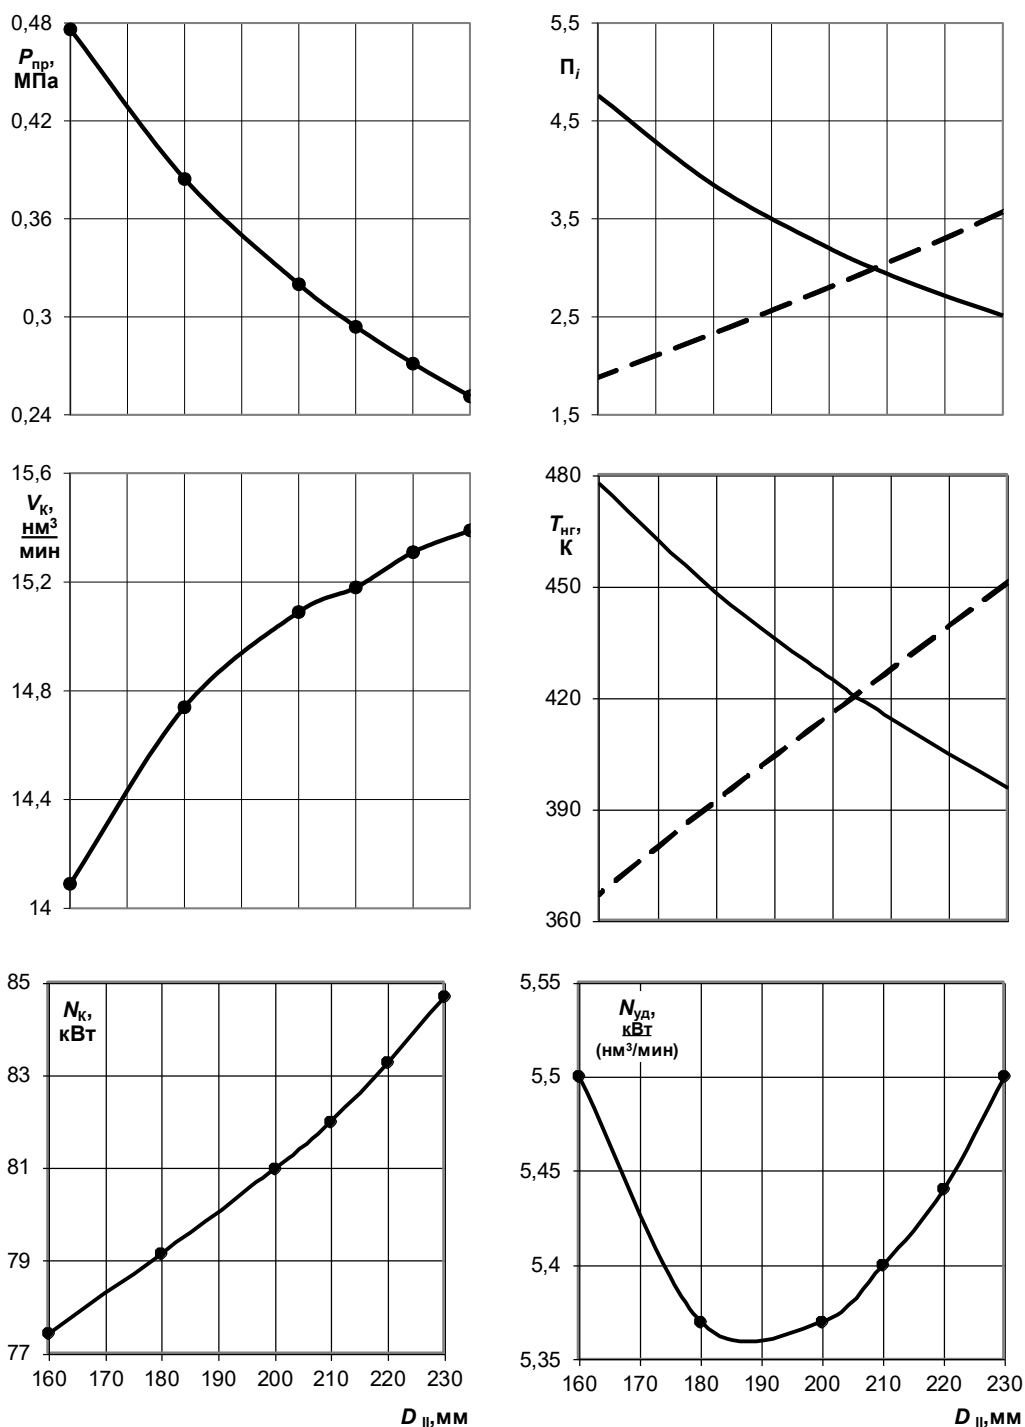 0,48
P пр,
МПа
0,42
0,36
0,3
0,24
5,5
П i
4,5
3,5
2,5
1,5
15,6
V К,
нм³
мин
15,2
14,8
14,4
14
480
T нг,
К
450
420
390
360
85
N К,
кВт
83
81
79
77
160 170 180 190 200 210 220 230
D II,мм
5,55
N уд,
кВт
(нм³/мин)
5,5
5,45
5,4
5,35
160 170 180 190 200 210 220 230
D II,мм